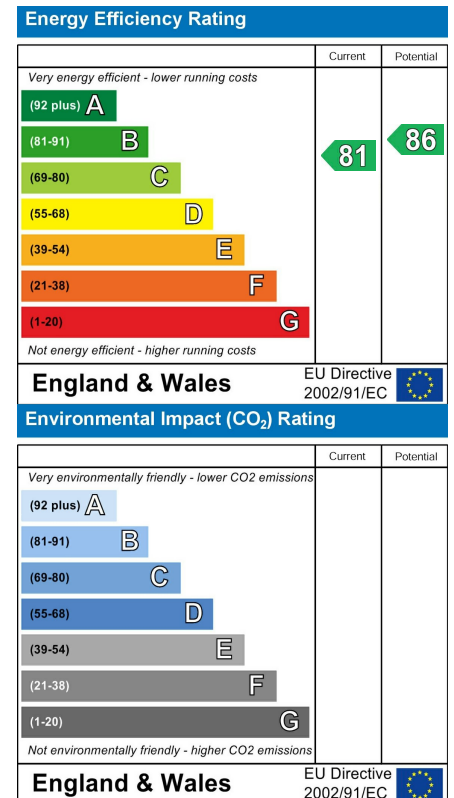 Energy Efficiency Rating
Current Potential
Very energy efficient - lower running costs
(92 plus) A
(81-91) B
(69-80) C
(55-68) D
(39-54) E
(21-38) F
(1-20) G
81
86
Not energy efficient - higher running costs
England & Wales
EU Directive
2002/91/EC
Environmental Impact (CO₂) Rating
Current Potential
Very environmentally friendly - lower CO2 emissions
(92 plus) A
(81-91) B
(69-80) C
(55-68) D
(39-54) E
(21-38) F
(1-20) G
Not environmentally friendly - higher CO2 emissions
England & Wales
EU Directive
2002/91/EC